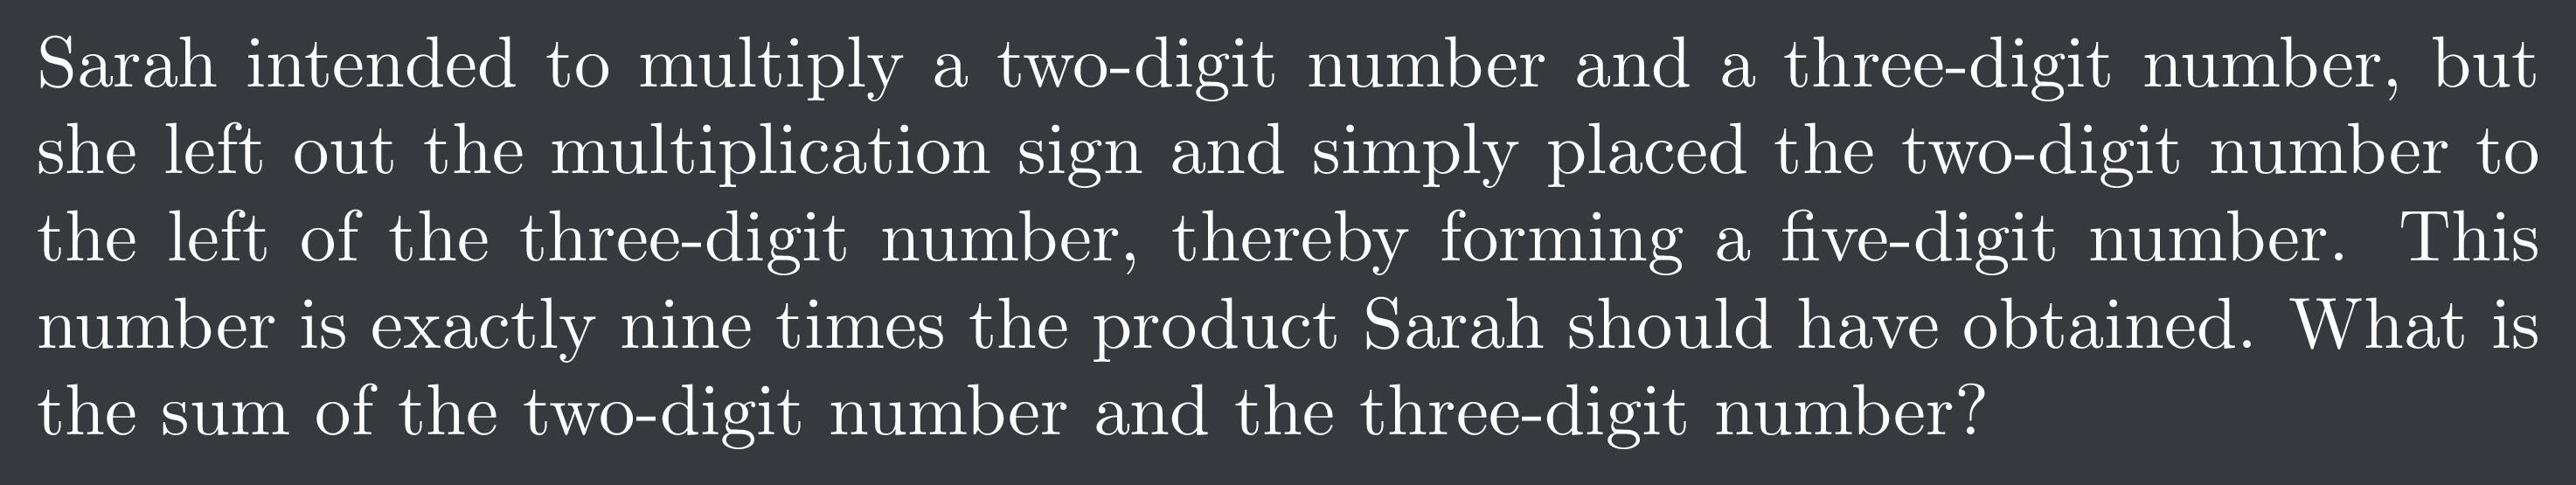 Sarah intended to multiply a two-digit number and a three-digit number, but
she left out the multiplication sign and simply placed the two-digit number to
the left of the three-digit number, thereby forming a five-digit number. This
number is exactly nine times the product Sarah should have obtained. What is
the sum of the two-digit number and the three-digit number?